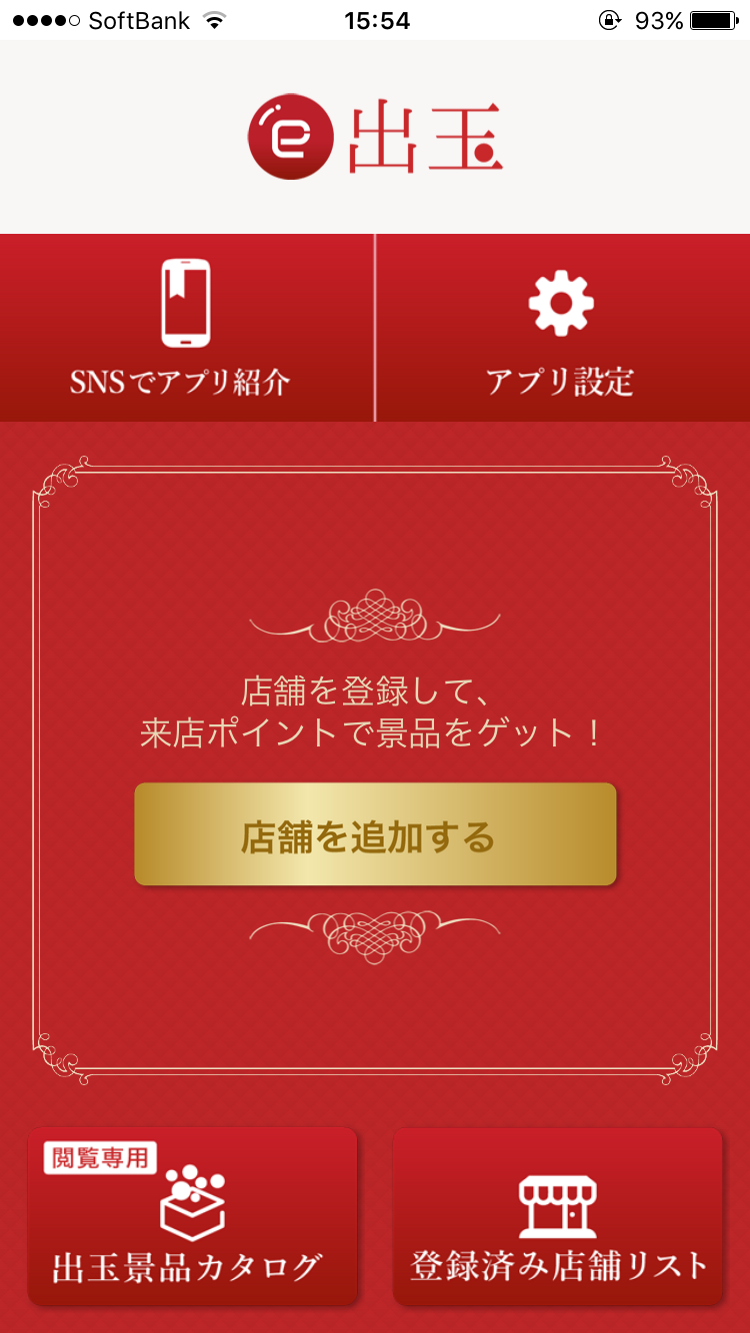 SoftBank
15:54
93%
e出玉
SNSでアプリ紹介
アプリ設定
店舗を登録して、
来店ポイントで景品をゲット！
店舗を追加する
閲覧専用
出玉景品カタログ
登録済み店舗リスト